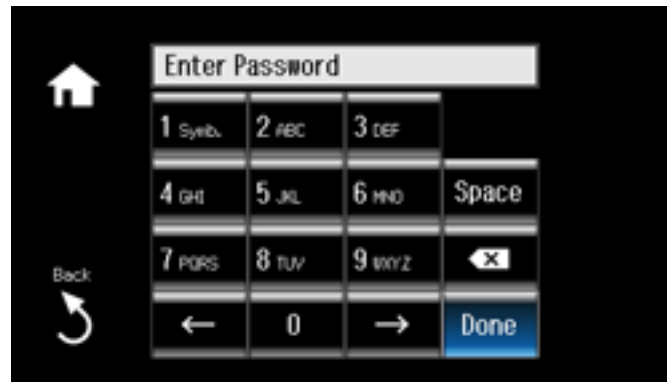 Enter Password
1 Symb. 2 ABC 3 DEF
4 GHI 5 JKL 6 MNO Space
7 PQRS 8 TUV 9 WXYZ
Back
← 0 → Done